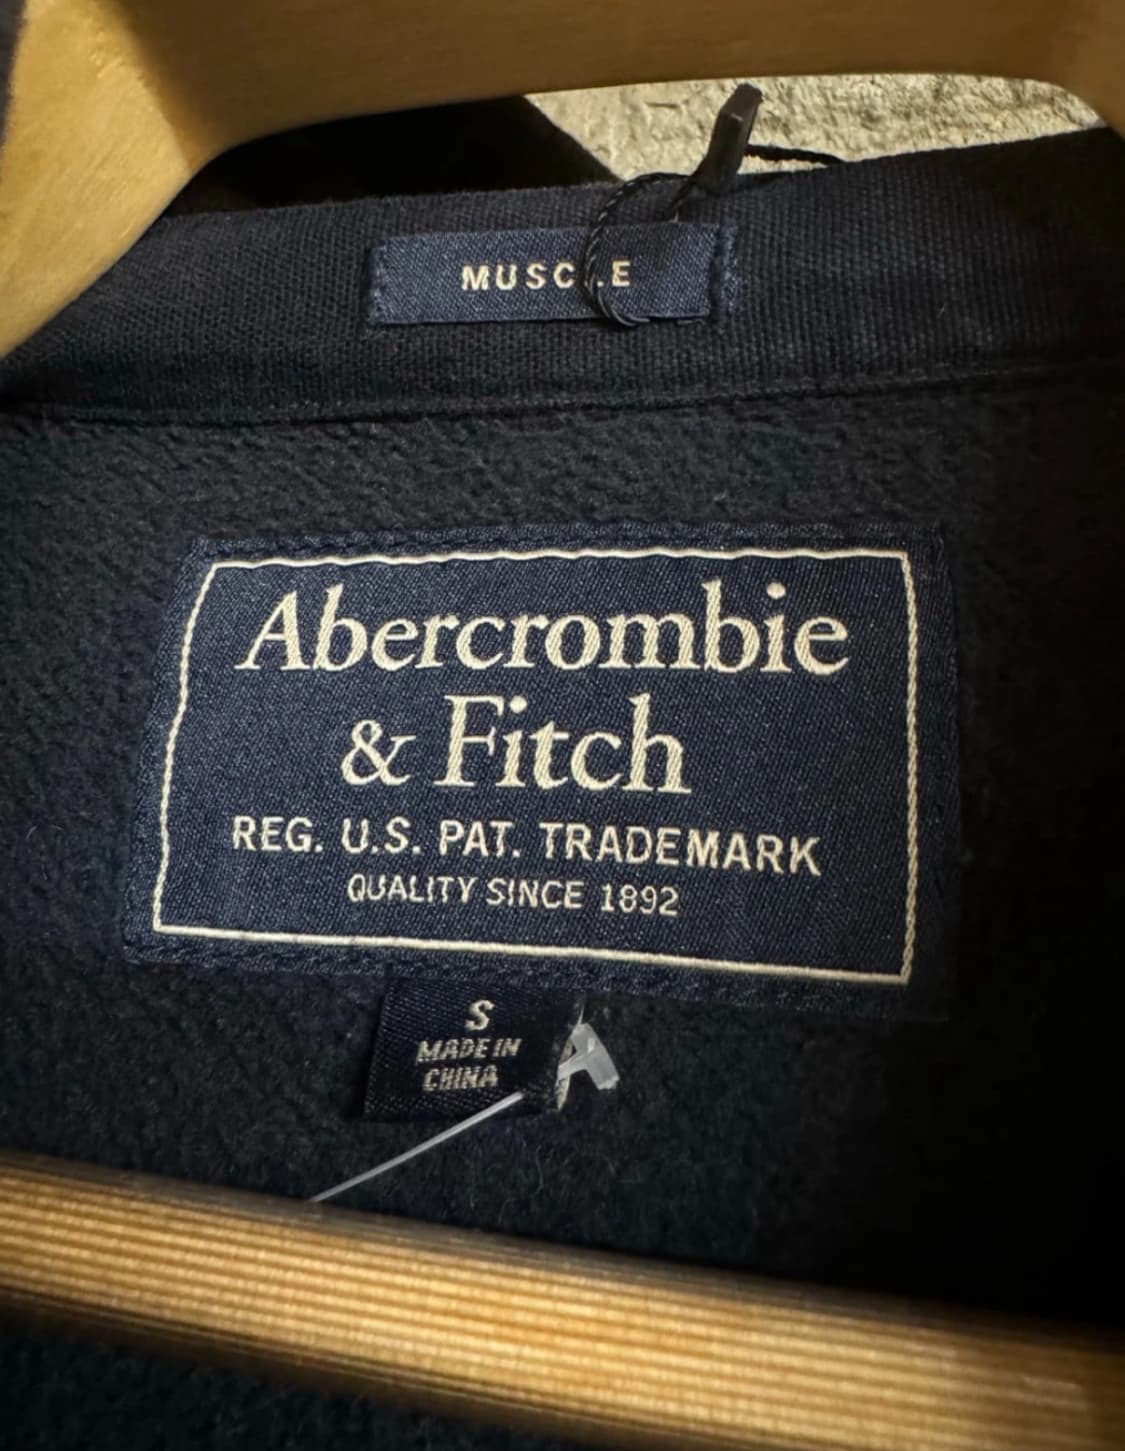 MUSCLE
Abercrombie
& Fitch
REG. U.S. PAT. TRADEMARK
QUALITY SINCE 1892
S
MADE IN
CHINA